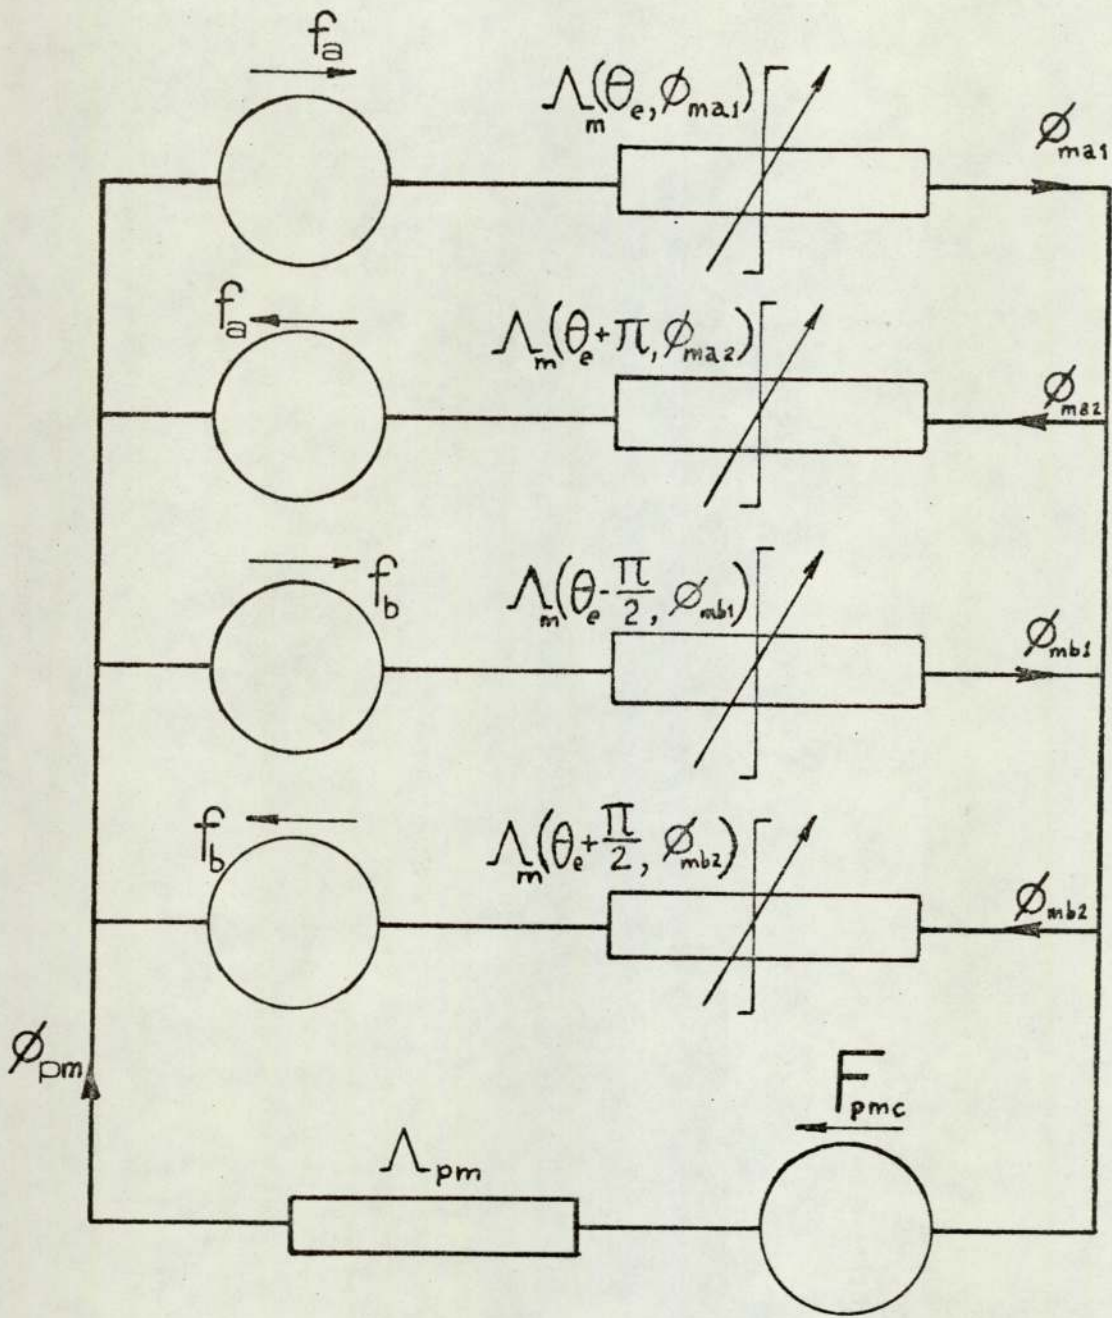 fa
Λm(θe, ϕma1)
ϕma1
fa
Λm(θe+π, ϕma2)
ϕma2
fb
Λm(θe-π/2, ϕmb1)
ϕmb1
fb
Λm(θe+π/2, ϕmb2)
ϕmb2
ϕpm
Fpmc
Λpm